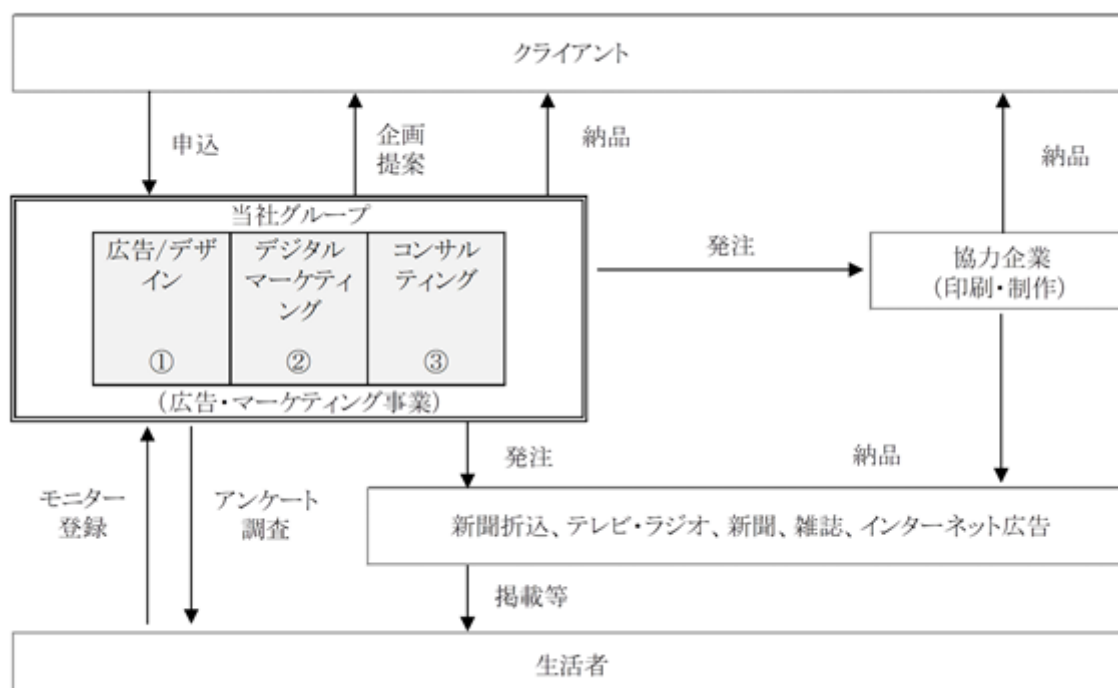 クライアント
申込
企画
提案
納品
納品
当社グループ
広告/デザ
イン
①
デジタル
マーケティ
ング
②
コンサル
ティング
③
(広告・マーケティング事業)
発注
協力企業
(印刷・制作)
モニター
登録
アンケート
調査
発注
納品
新聞折込、テレビ・ラジオ、新聞、雑誌、インターネット広告
掲載等
生活者